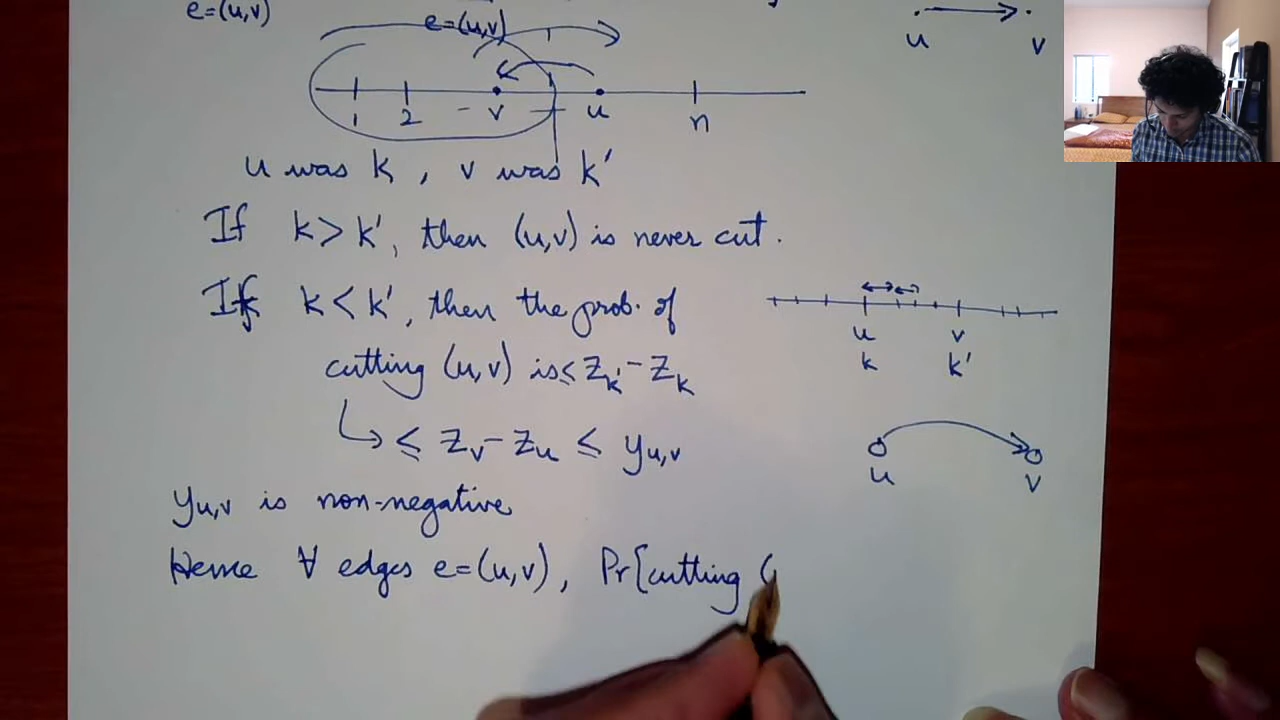 e=(u,v)
e=(u,v)
u v
1 2 v u n
u was k , v was k'
If k > k', then (u,v) is never cut.
If k < k', then the prob. of
cutting (u,v) is ≤ z_k' - z_k
u v
k k'
↳ ≤ z_v - z_u ≤ y_u,v
u v
y_u,v is non-negative
Hence ∀ edges e=(u,v), Pr[cutting (